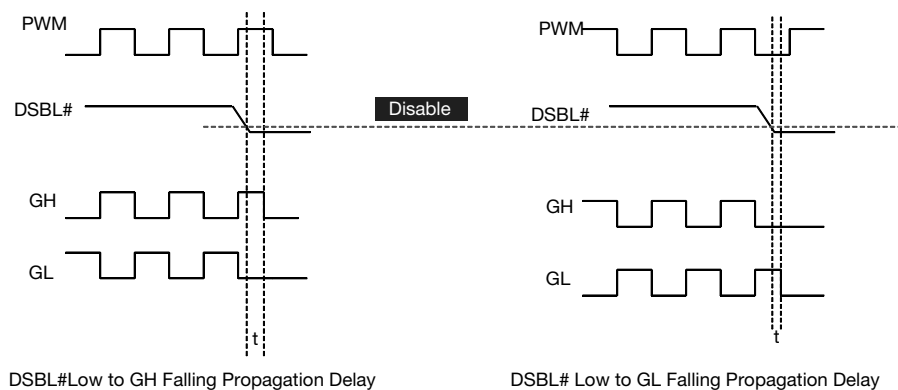 PWM
DSBL#
GH
GL
t
DSBL#Low to GH Falling Propagation Delay
Disable
PWM
DSBL#
GH
GL
t
DSBL# Low to GL Falling Propagation Delay